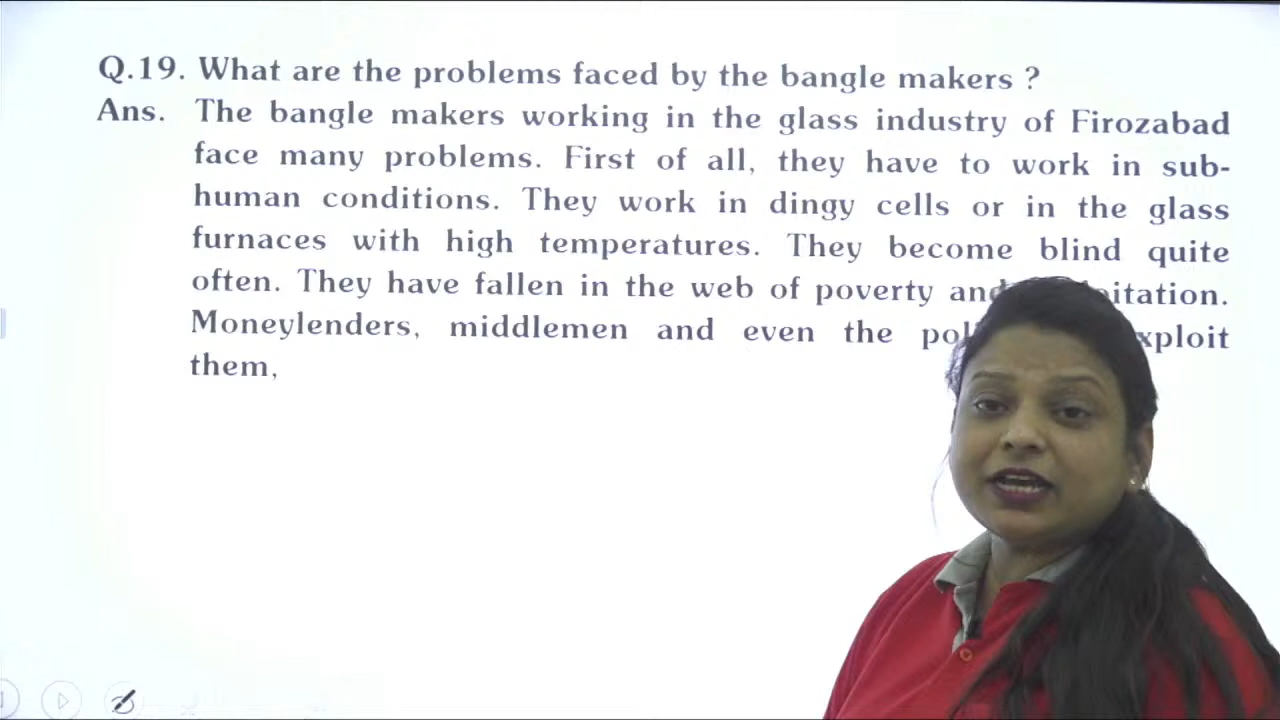 Q.19. What are the problems faced by the bangle makers ?
Ans. The bangle makers working in the glass industry of Firozabad
face many problems. First of all, they have to work in sub-
human conditions. They work in dingy cells or in the glass
furnaces with high temperatures. They become blind quite
often. They have fallen in the web of poverty and
Moneylenders, middlemen and even the
them,